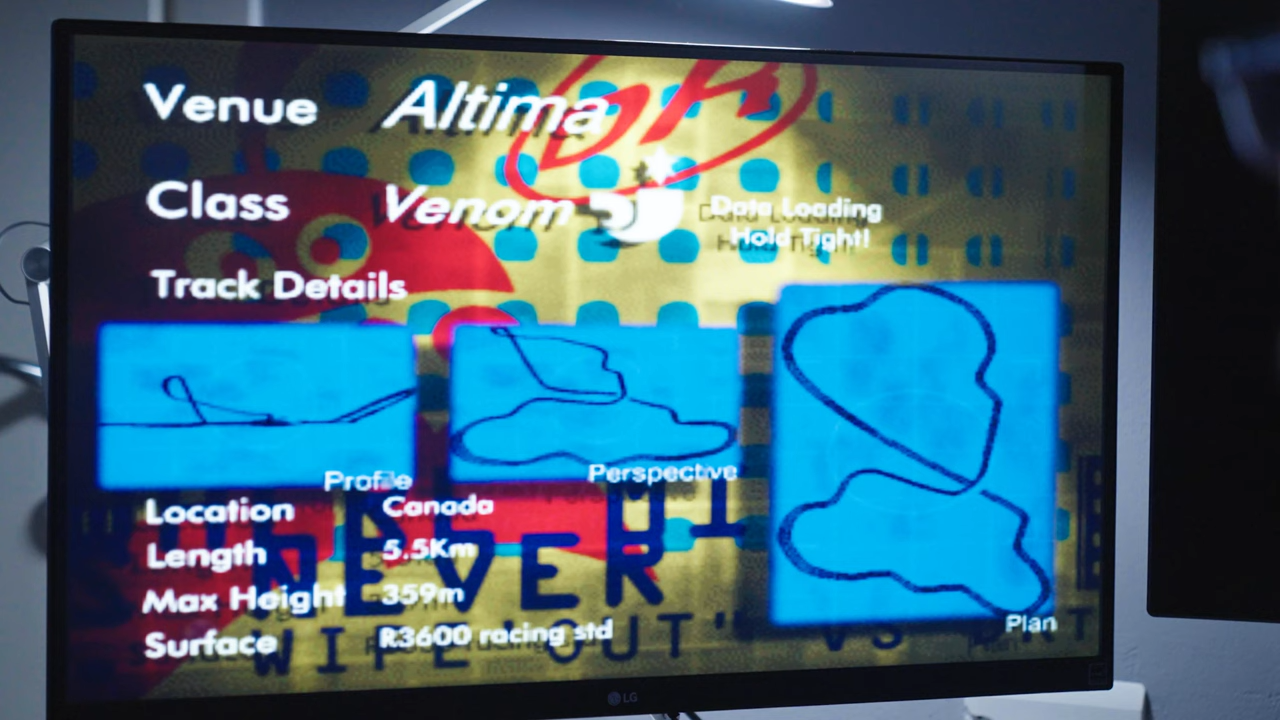 Venue Altima
Class Venom
Data Loading
Hold Tight!
Track Details
Profile
Perspective
Plan
Location Canada
Length 5.5Km
Max Height 359m
Surface R3600 racing std
NEVER
WIPE'OUT" VS
LG